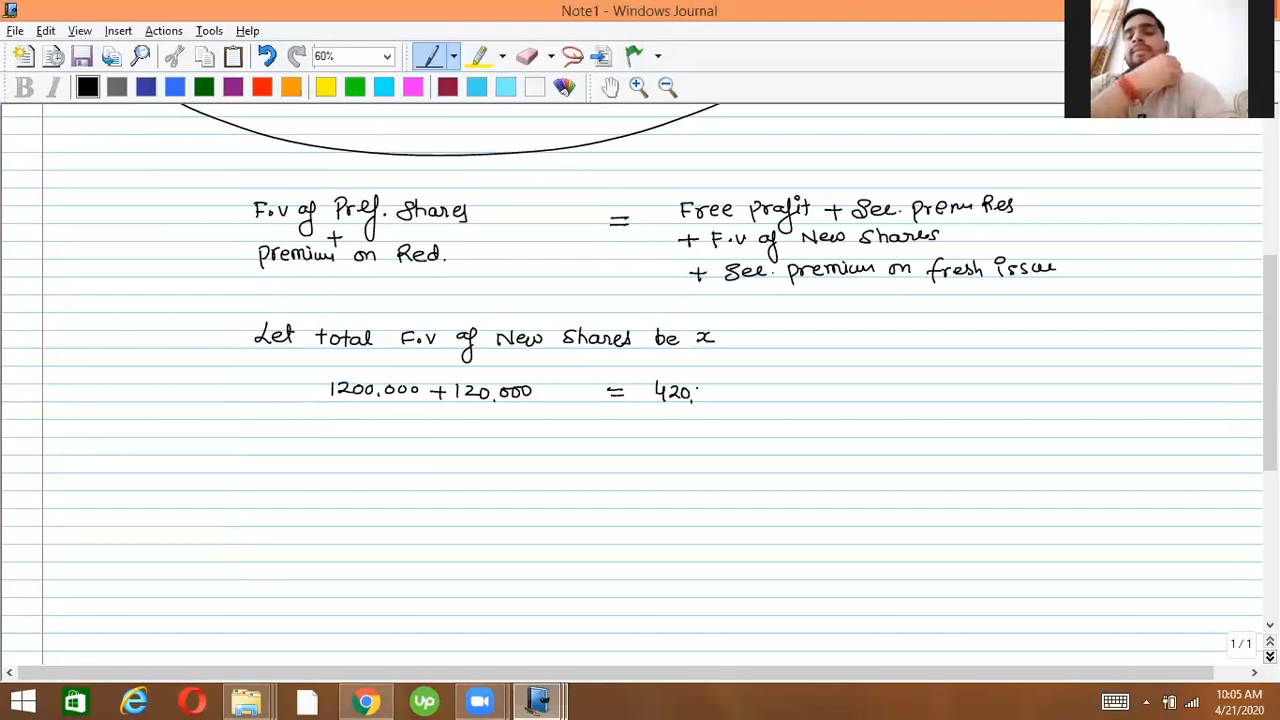 Note1 - Windows Journal
File Edit View Insert Actions Tools Help
60%
F.v of Pref. Shares = Free profit + Sec. premu Res
+ + F.v of New Shares
premium on Red. + Sec. premium on fresh issue
Let total F.v of New Shares be x
1200.000 + 120.000 = 420.
1 / 1
up
10:05 AM
4/21/2020